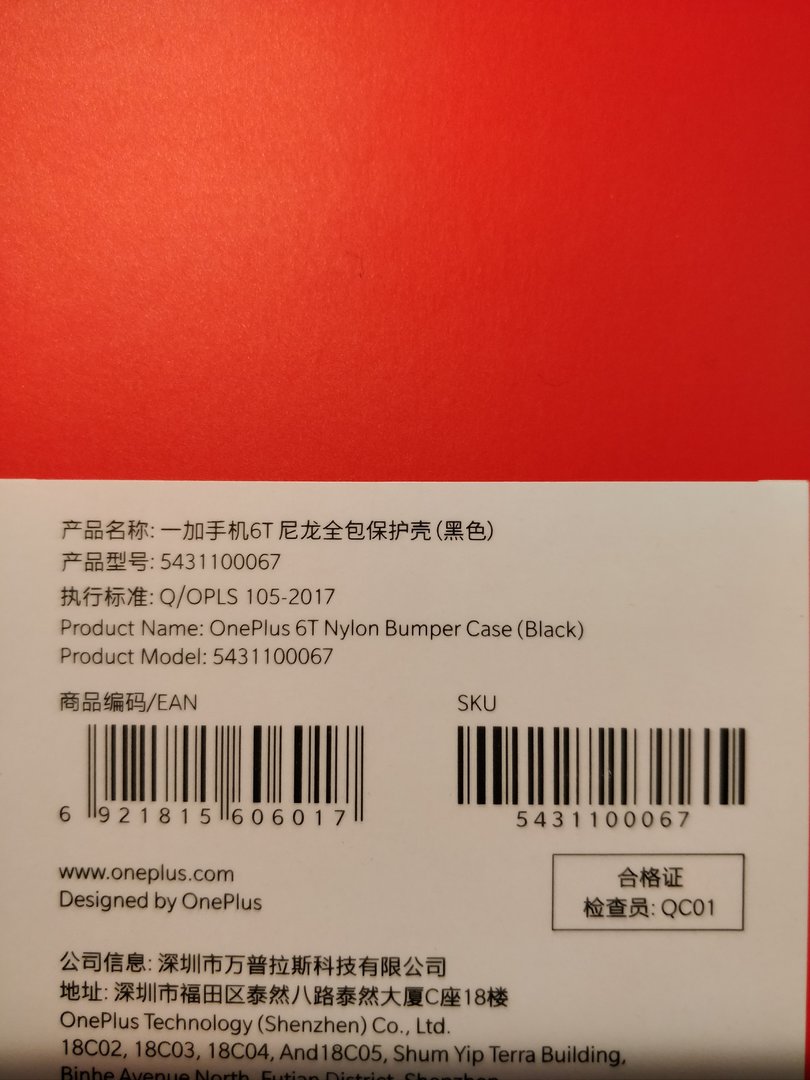 产品名称: 一加手机6T 尼龙全包保护壳(黑色)
产品型号: 5431100067
执行标准: Q/OPLS 105-2017
Product Name: OnePlus 6T Nylon Bumper Case (Black)
Product Model: 5431100067
商品编码/EAN
6 921815 606017
SKU
5431100067
www.oneplus.com
Designed by OnePlus
合格证
检查员: QC01
公司信息: 深圳市万普拉斯科技有限公司
地址: 深圳市福田区泰然八路泰然大厦C座18楼
OnePlus Technology (Shenzhen) Co., Ltd.
18C02, 18C03, 18C04, And18C05, Shum Yip Terra Building,
Binhe Avenue North, Futian District, Shenzhen